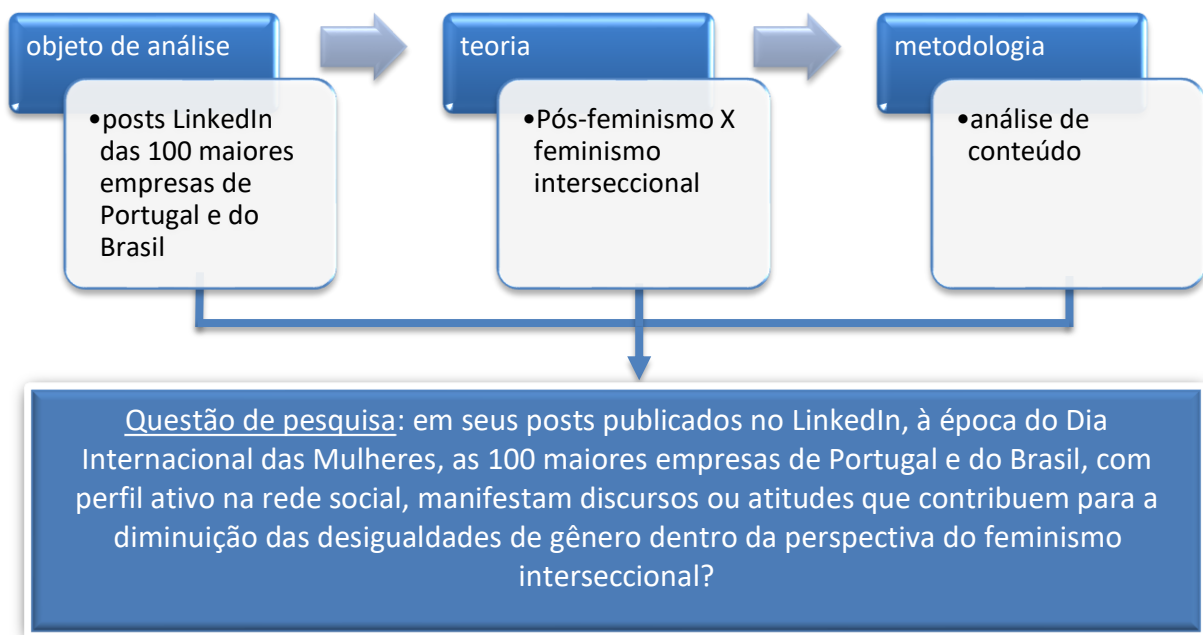 objeto de análise
•posts LinkedIn
das 100 maiores
empresas de
Portugal e do
Brasil
teoria
•Pós-feminismo X
feminismo
interseccional
metodologia
•análise de
conteúdo
Questão de pesquisa: em seus posts publicados no LinkedIn, à época do Dia
Internacional das Mulheres, as 100 maiores empresas de Portugal e do Brasil, com
perfil ativo na rede social, manifestam discursos ou atitudes que contribuem para a
diminuição das desigualdades de gênero dentro da perspectiva do feminismo
interseccional?